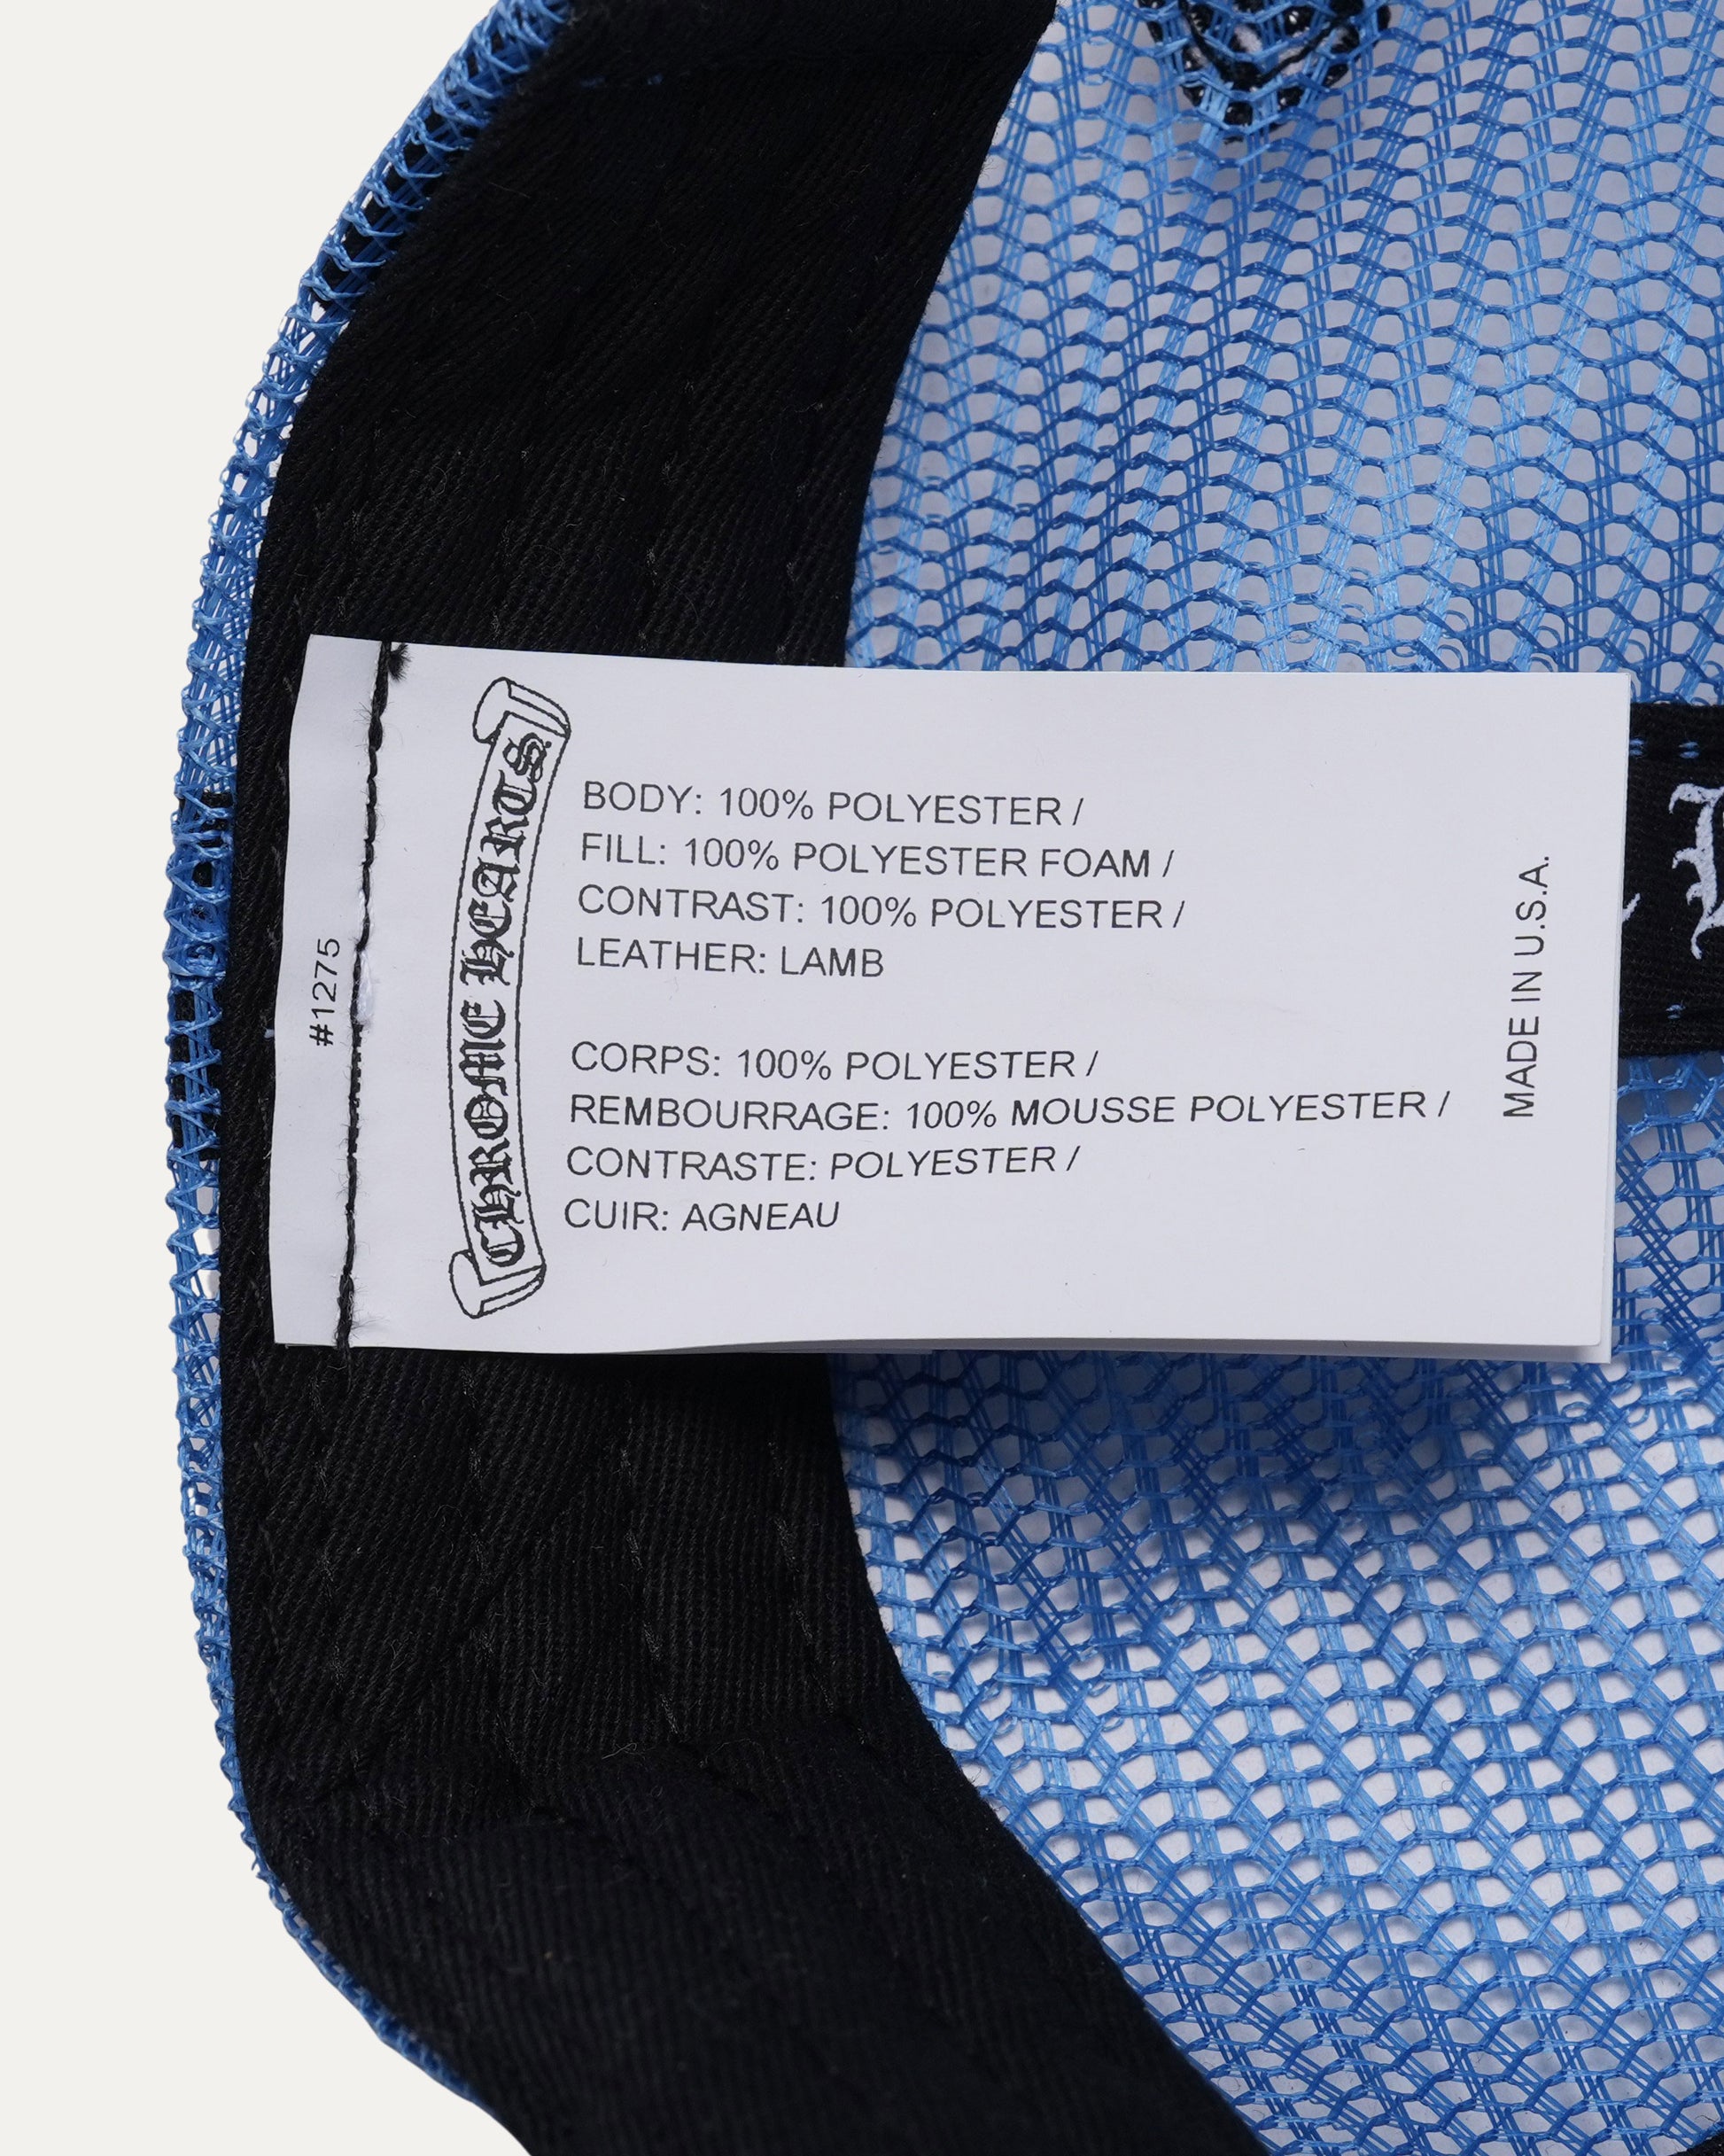 #1275
CHROME HEARTS
BODY: 100% POLYESTER /
FILL: 100% POLYESTER FOAM /
CONTRAST: 100% POLYESTER /
LEATHER: LAMB
CORPS: 100% POLYESTER /
REMBOURRAGE: 100% MOUSSE POLYESTER /
CONTRASTE: POLYESTER /
CUIR: AGNEAU
MADE IN U.S.A.